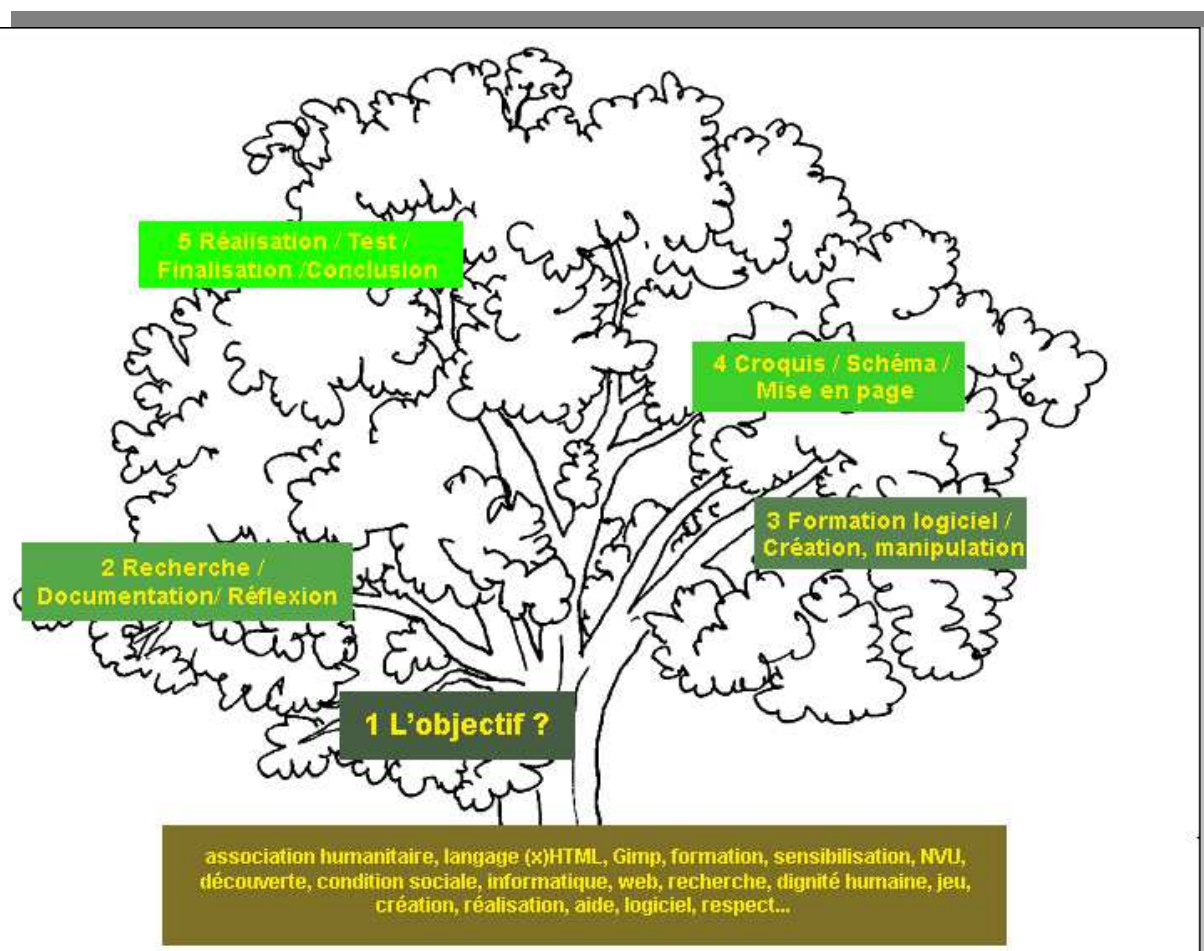 5 Réalisation / Test /
Finalisation /Conclusion
4 Croquis / Schéma /
Mise en page
3 Formation logiciel /
Création, manipulation
2 Recherche /
Documentation/ Réflexion
1 L'objectif ?
association humanitaire, langage (x)HTML, Gimp, formation, sensibilisation, NVU,
découverte, condition sociale, informatique, web, recherche, dignité humaine, jeu,
création, réalisation, aide, logiciel, respect...